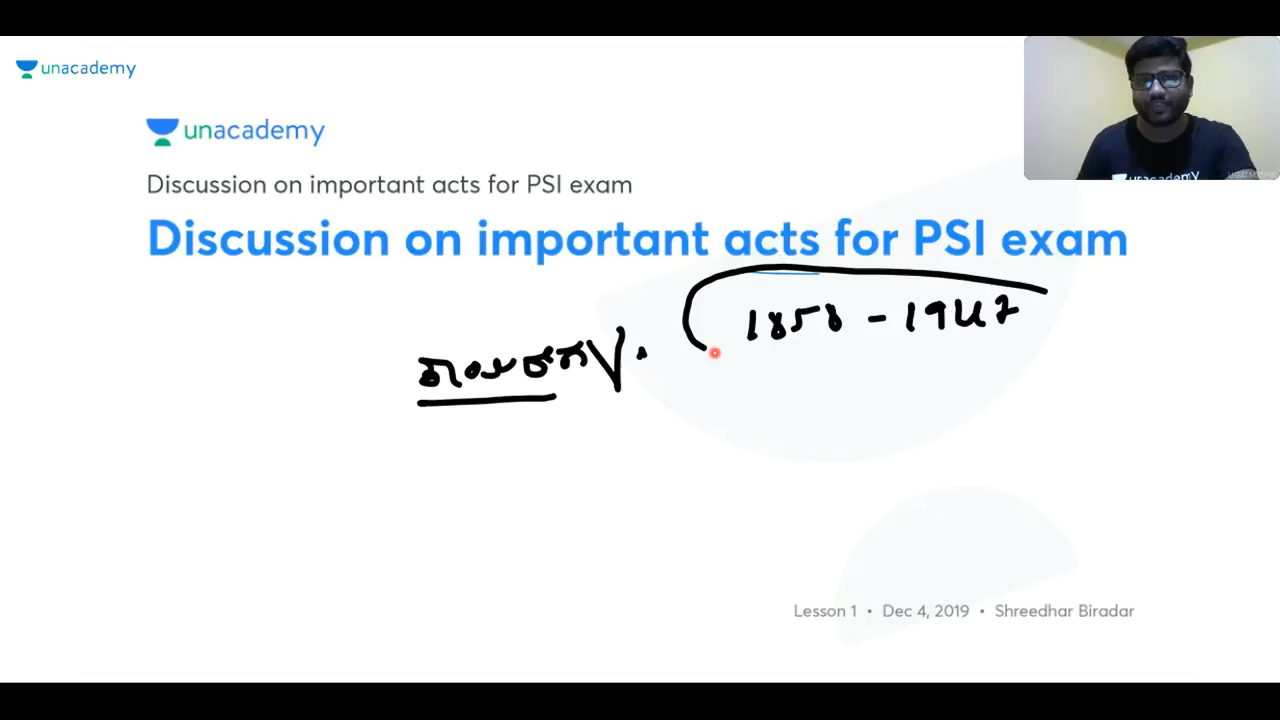 unacademy
unacademy
Discussion on important acts for PSI exam
Discussion on important acts for PSI exam
1858 - 1947
Lesson 1 • Dec 4, 2019 • Shreedhar Biradar
unacademy